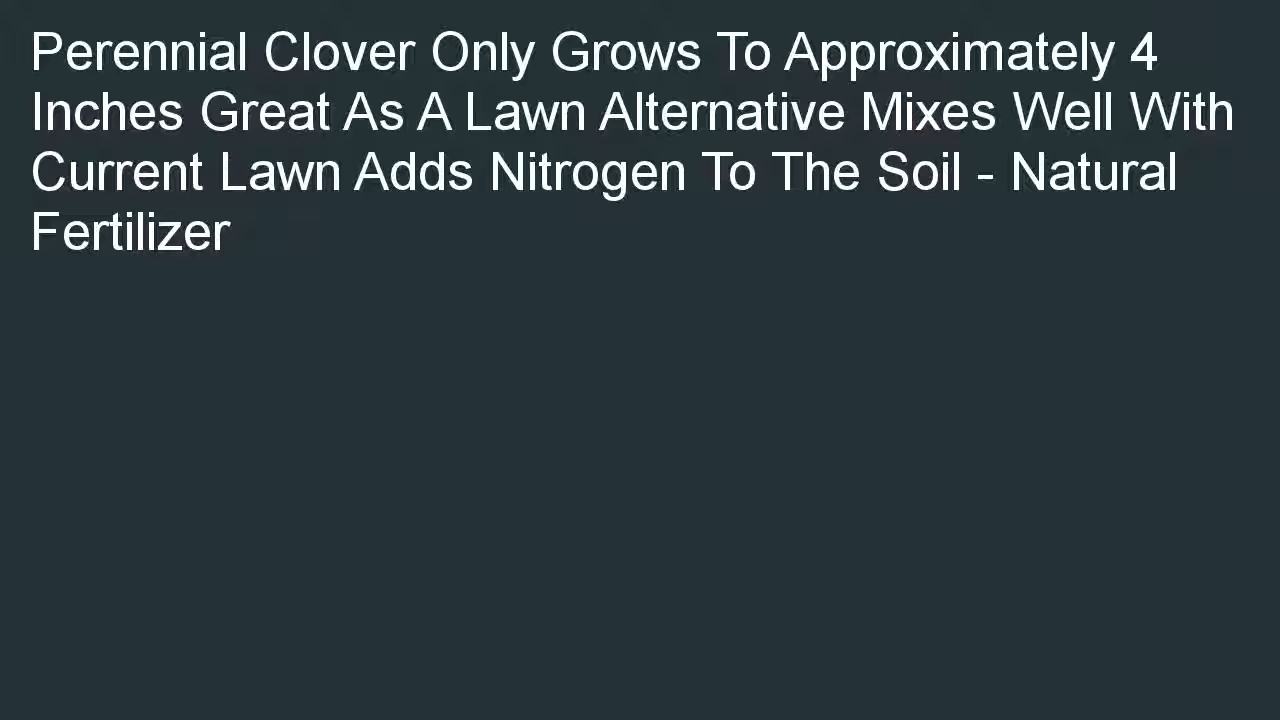 Perennial Clover Only Grows To Approximately 4
Inches Great As A Lawn Alternative Mixes Well With
Current Lawn Adds Nitrogen To The Soil - Natural
Fertilizer